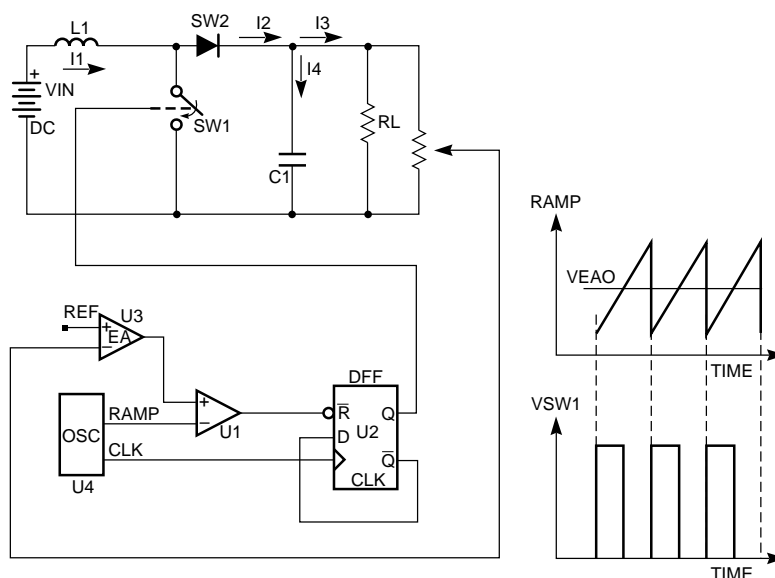 L1
SW2
I2
I3
I1
I4
+
VIN
DC
SW1
C1
RL
RAMP
VEAO
TIME
REF
U3
+
EA
−
DFF
+
−
U1
R̅
Q
D
U2
Q̅
CLK
OSC
RAMP
CLK
U4
VSW1
TIME